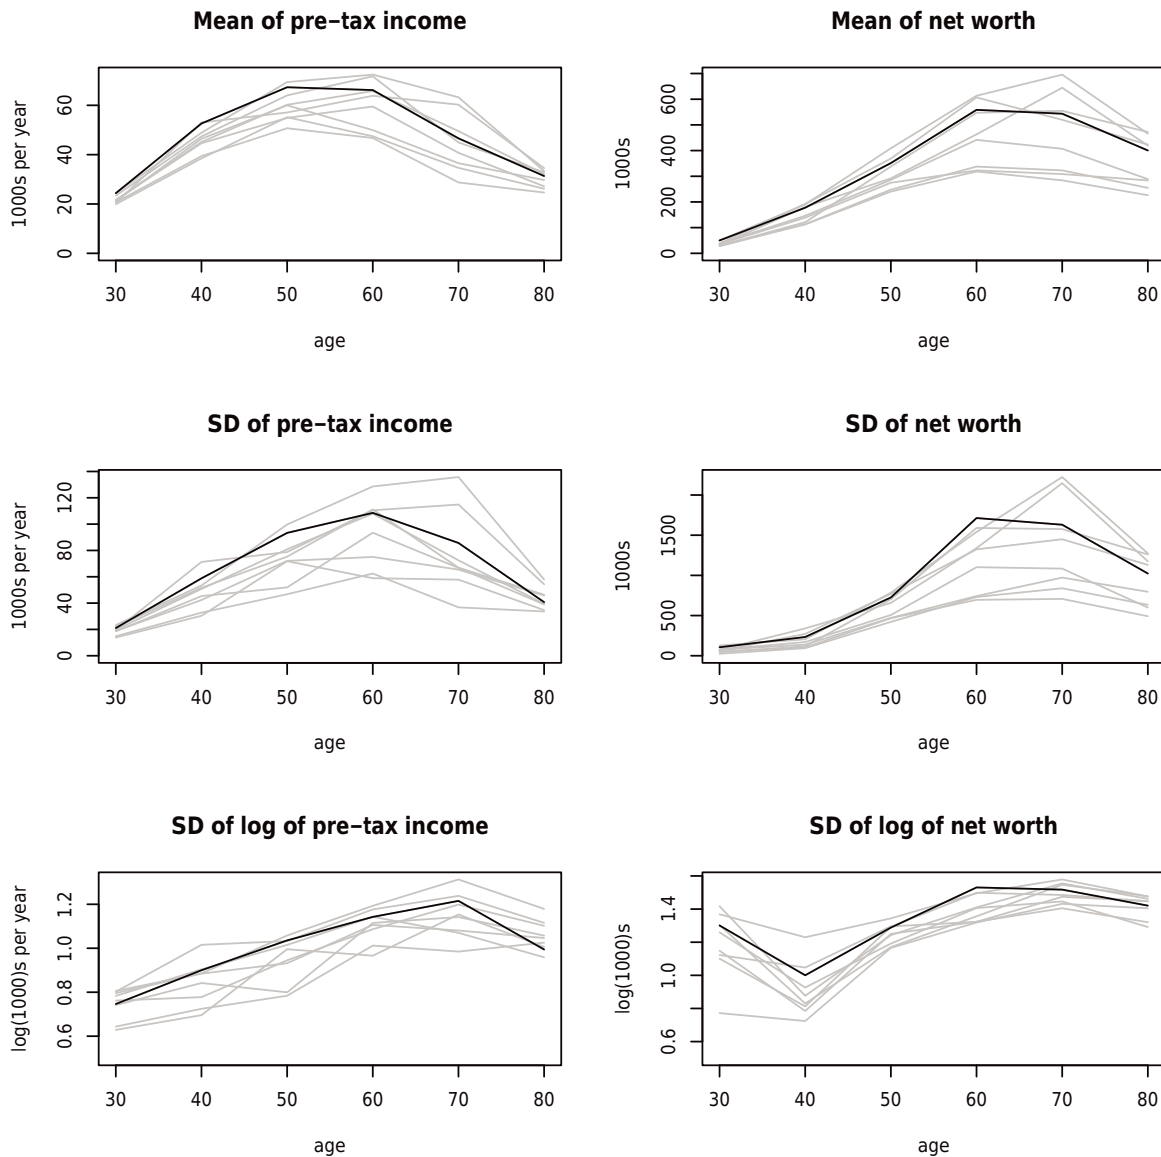 Mean of pre−tax income
1000s per year
0 20 40 60
30 40 50 60 70 80
age
Mean of net worth
1000s
0 200 400 600
30 40 50 60 70 80
age
SD of pre−tax income
1000s per year
0 40 80 120
30 40 50 60 70 80
age
SD of net worth
1000s
0 500 1500
30 40 50 60 70 80
age
SD of log of pre−tax income
log(1000)s per year
0.6 0.8 1.0 1.2
30 40 50 60 70 80
age
SD of log of net worth
log(1000)s
0.6 1.0 1.4
30 40 50 60 70 80
age